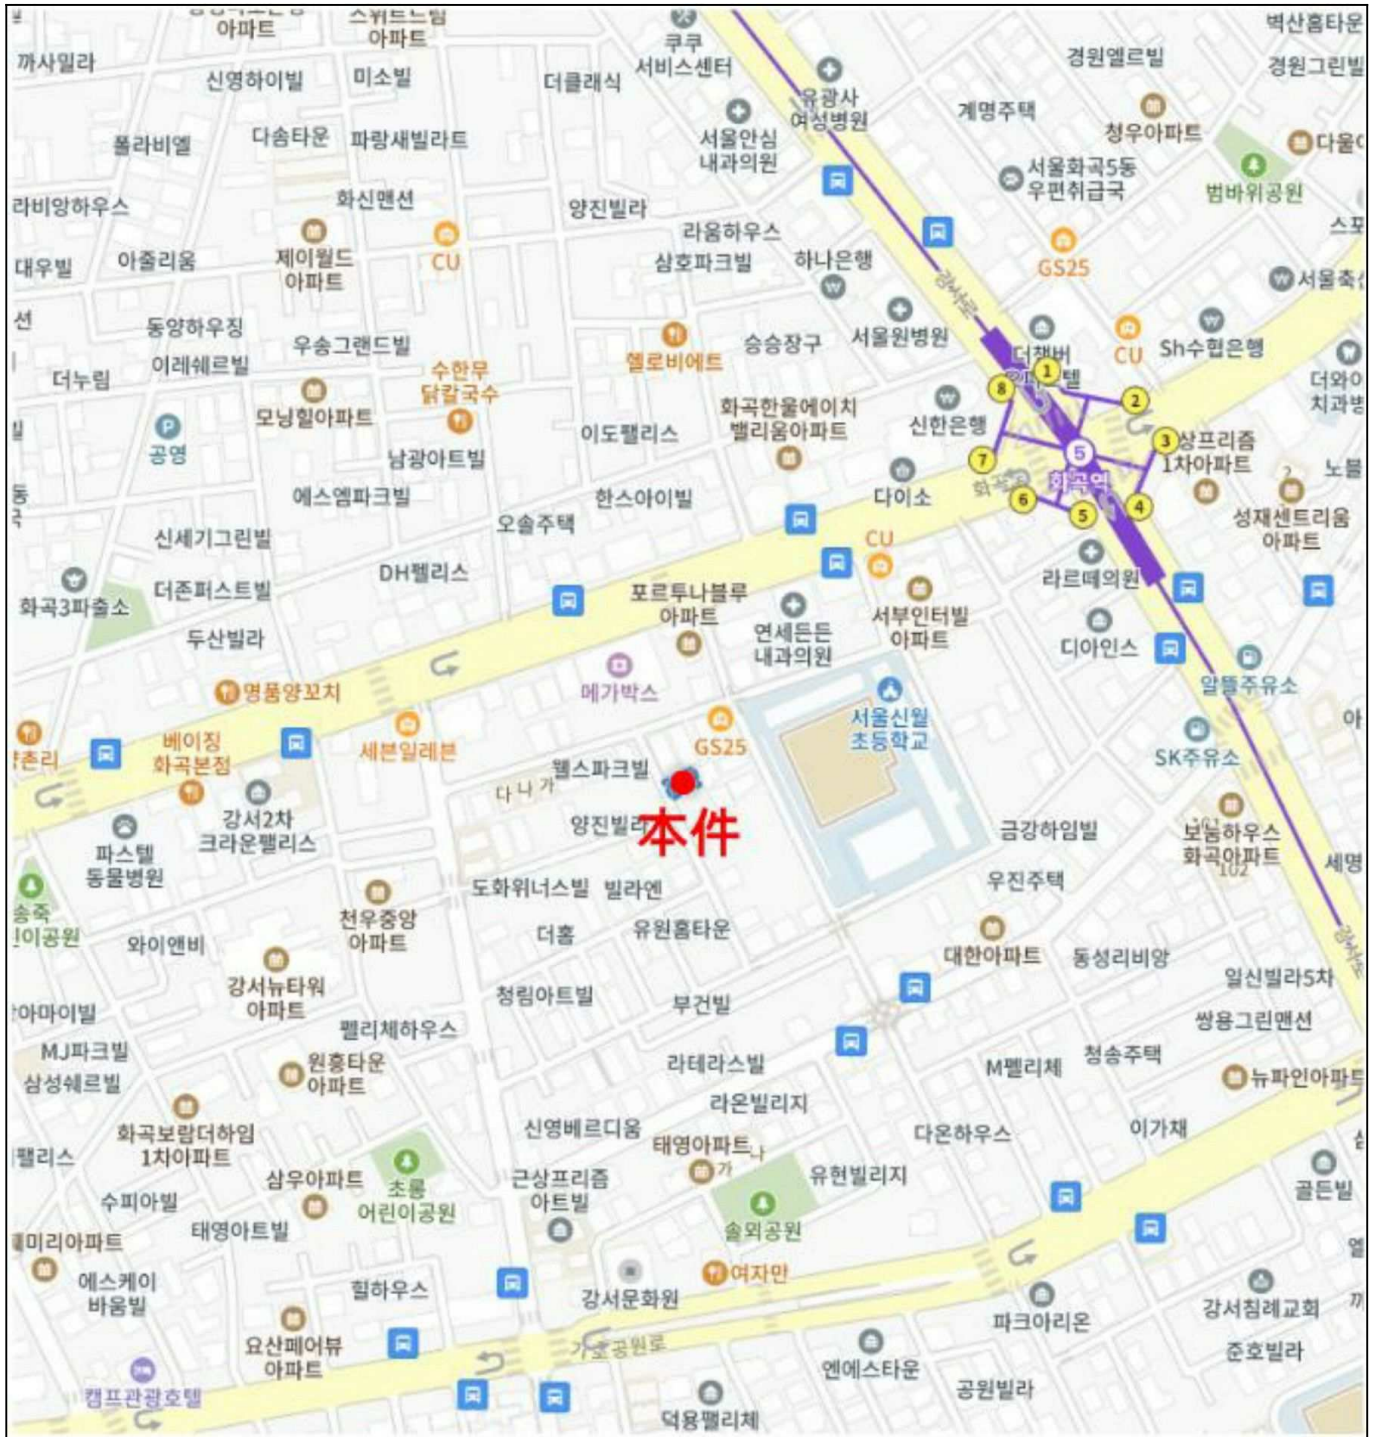 아파트
스위트드림
아파트
쿠쿠
서비스센터
벽산홈타운
경원엘르빌
경원그린빌
까사밀라
신영하이빌
미소빌
더클래식
유광사
여성병원
계명주택
청우아파트
폴라비엘
다솜타운
파랑새빌라트
서울안심
내과의원
서울화곡5동
우편취급국
범바위공원
라비앙하우스
화신맨션
양진빌라
라움하우스
대우빌
아줄리움
제이월드
아파트
CU
삼호파크빌
하나은행
GS25
강서로
동양하우징
이레쉐르빌
우송그랜드빌
헬로비에트
승승장구
서울원병원
CU
Sh수협은행
더누림
수한무
닭칼국수
모닝힐아파트
1
8
2
화곡한울에이치
밸리움아파트
신한은행
P
공영
이도팰리스
3
상프리즘
1차아파트
남광아트빌
5
화곡역
7
에스엠파크빌
한스아이빌
다이소
6
5
4
성재센트리움
아파트
오솔주택
신세기그린빌
CU
DH펠리스
라르떼의원
더존퍼스트빌
화곡3파출소
포르투나블루
아파트
서부인터빌
아파트
두산빌라
연세든든
내과의원
디아인스
메가박스
명품양꼬치
알뜰주유소
서울신월
초등학교
GS25
세븐일레븐
베이징
화곡본점
SK주유소
웰스파크빌
다나가
강서2차
크라운팰리스
양진빌라
本件
금강하임빌
보눔하우스
화곡아파트
102
파스텔
동물병원
도화위너스빌
빌라엔
우진주택
천우중앙
아파트
더홈
유원홈타운
와이앤비
대한아파트
동성리비앙
강서로
일신빌라5차
강서뉴타워
아파트
청림아트빌
부건빌
쌍용그린맨션
펠리체하우스
MJ파크빌
삼성쉐르빌
원흥타운
아파트
라테라스빌
M펠리체
청송주택
뉴파인아파트
라온빌리지
화곡보람더하임
1차아파트
신영베르디움
태영아파트
나
가
다온하우스
이가채
삼우아파트
초롱
어린이공원
근상프리즘
아트빌
유현빌리지
골든빌
수피아빌
태영아트빌
솔외공원
에스케이
바움빌
힐하우스
강서문화원
여자만
파크아리온
강서침례교회
요산페어뷰
아파트
가로공원로
엔에스타운
준호빌라
캠프관광호텔
덕용팰리체
공원빌라